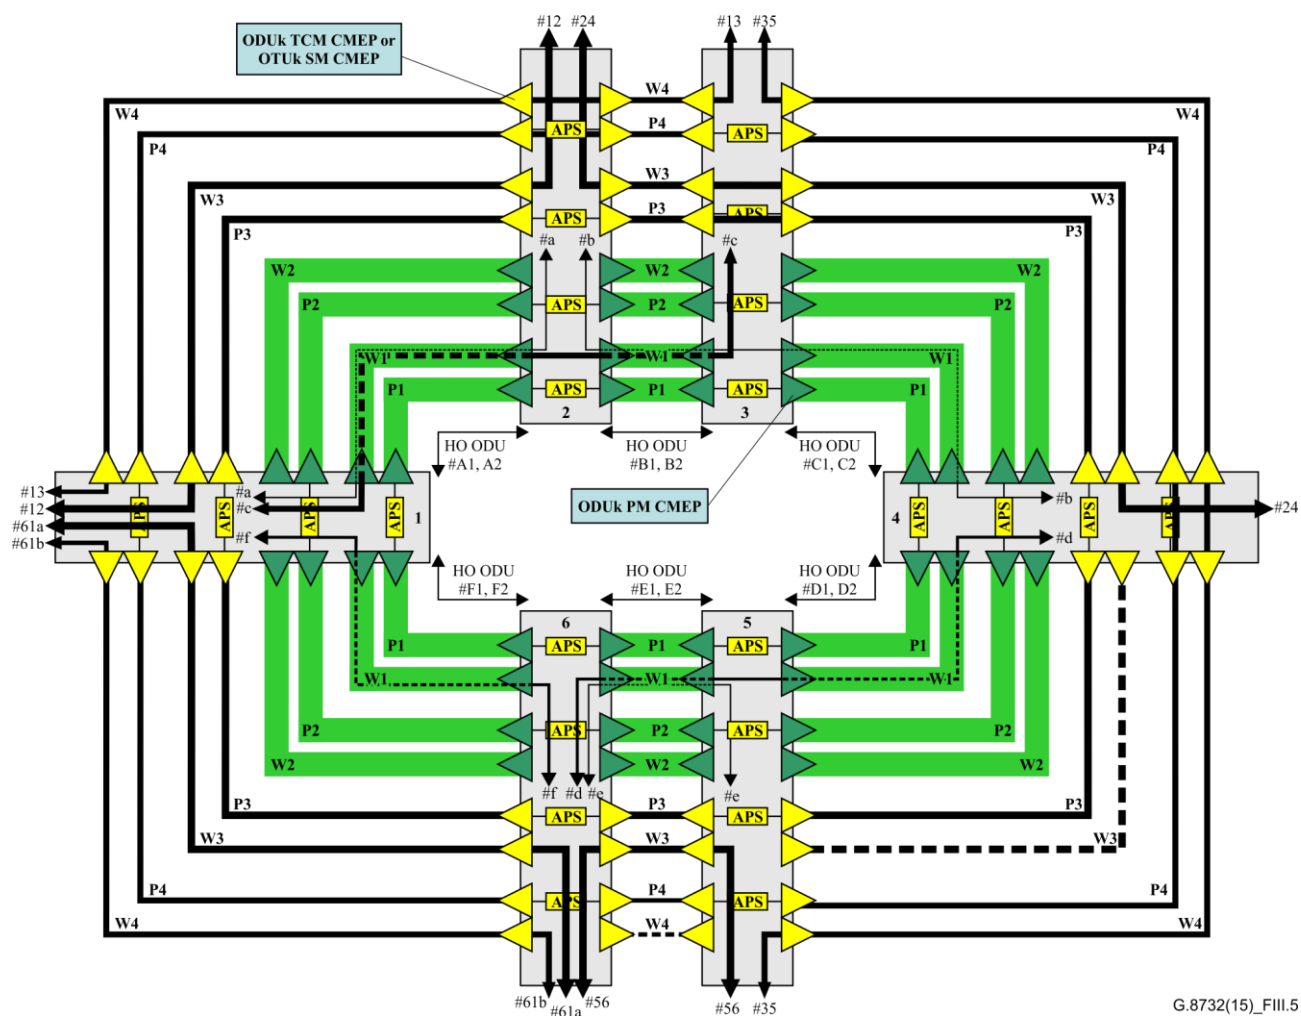 #12 #24 #13 #35
ODUk TCM CMEP or
OTUk SM CMEP
W4 W4 W4
APS P4 APS
P4 P4
W3 W3 W3
P3 APS P3 APS P3
#a #b #c
W2 W2 W2
P2 APS P2 APS P2
W1 W1 W1
P1 APS P1 APS P1
2 3
HO ODU
#A1, A2
HO ODU
#B1, B2
HO ODU
#C1, C2
#13
#12
#61a
#61b
#a
#c
#f
APS APS APS APS
1
ODUk PM CMEP
4
APS APS APS APS
#b
#d
#24
HO ODU
#F1, F2
HO ODU
#E1, E2
HO ODU
#D1, D2
6 5
P1 APS P1 APS P1
W1 W1 W1
P2 APS P2 APS P2
W2 W2 W2
#f #d #e #e
P3 APS P3 APS P3
W3 W3 W3
P4 APS P4 APS P4
W4 W4 W4
#61b #61a #56 #56 #35
G.8732(15)_FIII.5